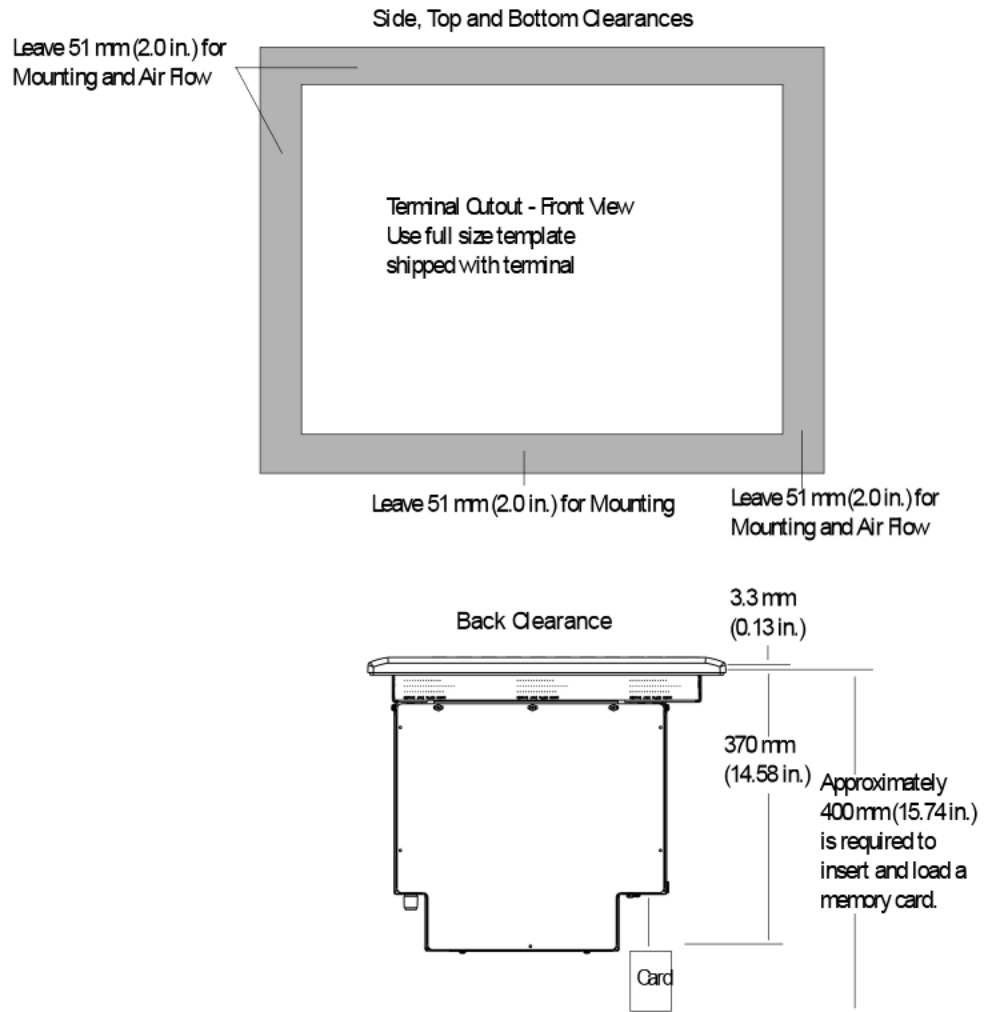 Side, Top and Bottom Clearances
Leave 51 mm (2.0 in.) for
Mounting and Air Flow
Terminal Cutout - Front View
Use full size template
shipped with terminal
Leave 51 mm (2.0 in.) for Mounting
Leave 51 mm (2.0 in.) for
Mounting and Air Flow
Back Clearance
3.3 mm
(0.13 in.)
370 mm
(14.58 in.)
Approximately
400 mm (15.74 in.)
is required to
insert and load a
memory card.
Card